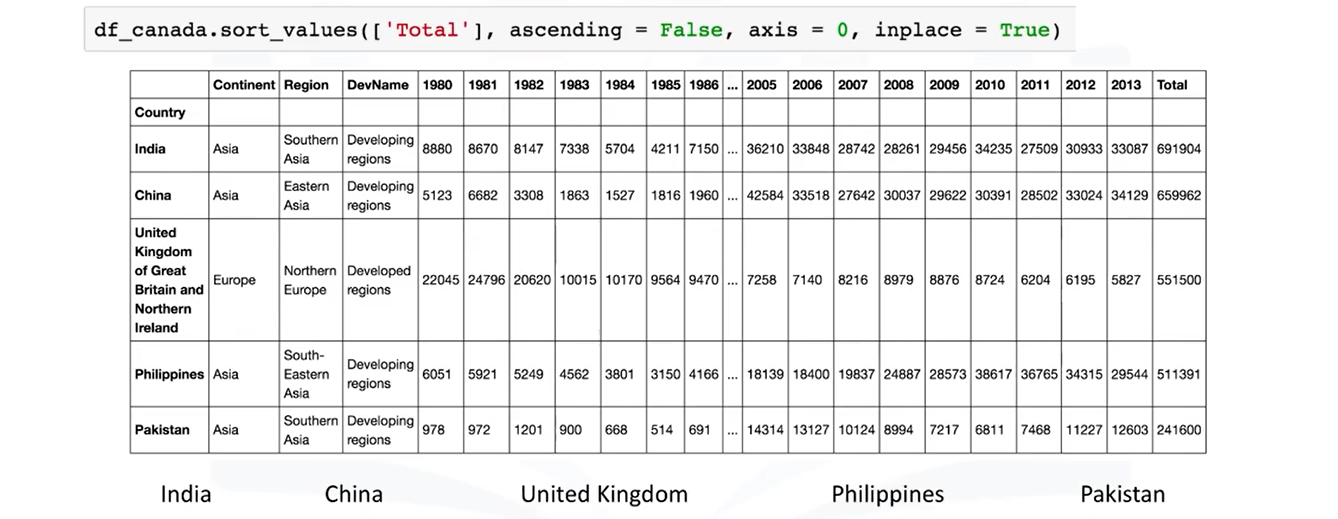 df_canada.sort_values(['Total'], ascending = False, axis = 0, inplace = True)
Continent Region DevName 1980 1981 1982 1983 1984 1985 1986 ... 2005 2006 2007 2008 2009 2010 2011 2012 2013 Total
Country
India Asia Southern Asia Developing regions 8880 8670 8147 7338 5704 4211 7150 ... 36210 33848 28742 28261 29456 34235 27509 30933 33087 691904
China Asia Eastern Asia Developing regions 5123 6682 3308 1863 1527 1816 1960 ... 42584 33518 27642 30037 29622 30391 28502 33024 34129 659962
United Kingdom of Great Britain and Northern Ireland Europe Northern Europe Developed regions 22045 24796 20620 10015 10170 9564 9470 ... 7258 7140 8216 8979 8876 8724 6204 6195 5827 551500
Philippines Asia South-Eastern Asia Developing regions 6051 5921 5249 4562 3801 3150 4166 ... 18139 18400 19837 24887 28573 38617 36765 34315 29544 511391
Pakistan Asia Southern Asia Developing regions 978 972 1201 900 668 514 691 ... 14314 13127 10124 8994 7217 6811 7468 11227 12603 241600
India China United Kingdom Philippines Pakistan